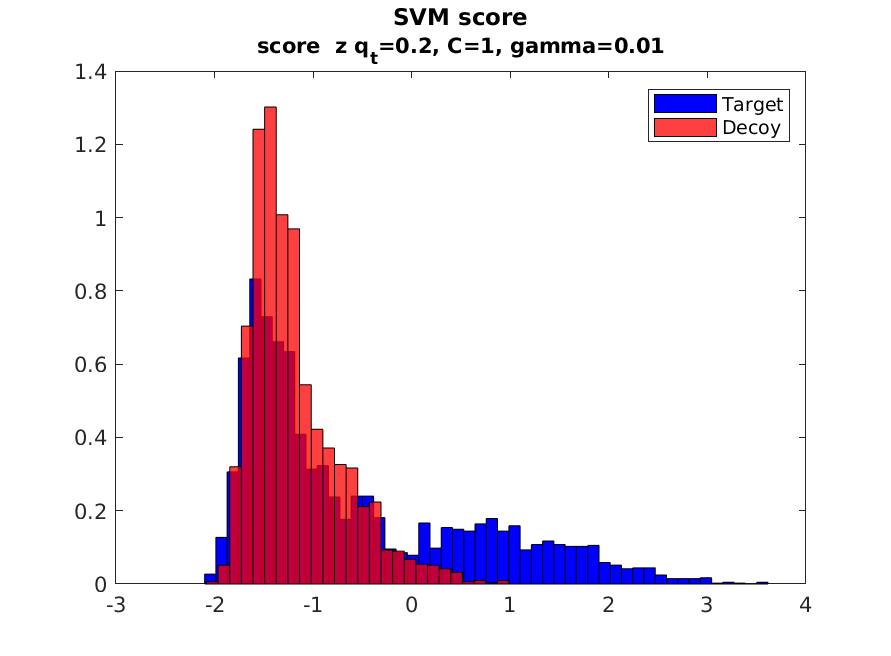 SVM score
score  z q_t=0.2, C=1, gamma=0.01
1.4
1.2
1
0.8
0.6
0.4
0.2
0
-3 -2 -1 0 1 2 3 4
Target
Decoy